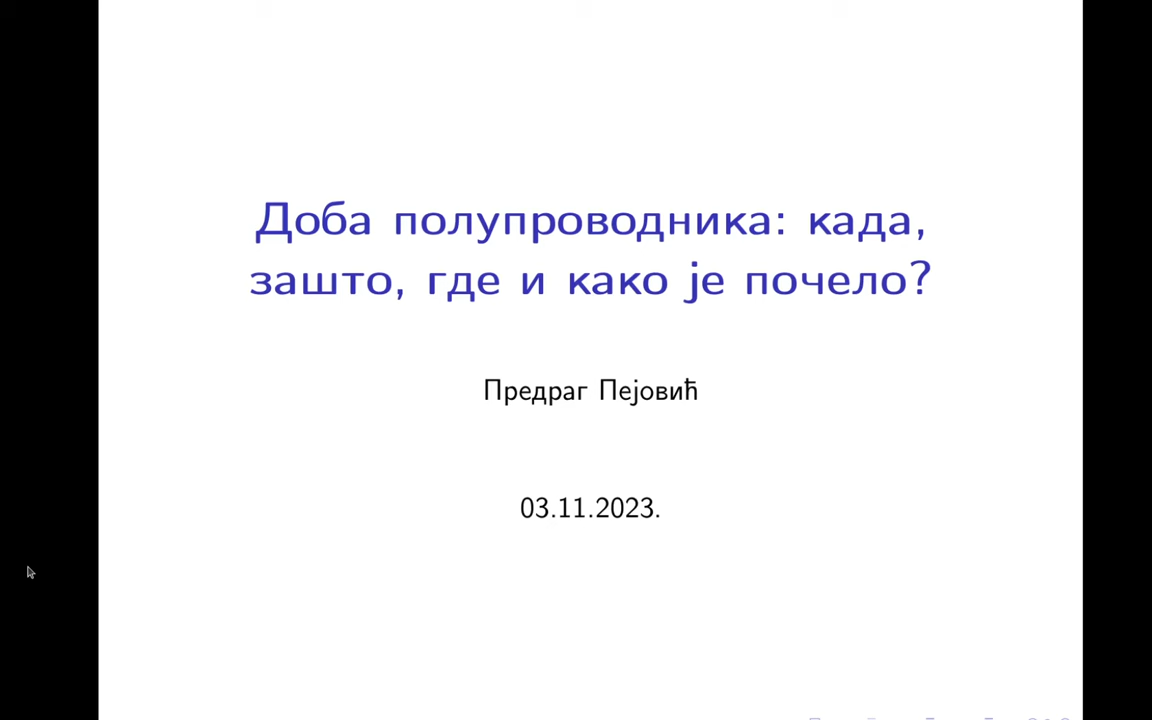 Доба полупроводника: када,
зашто, где и како је почело?
Предраг Пејовић
03.11.2023.